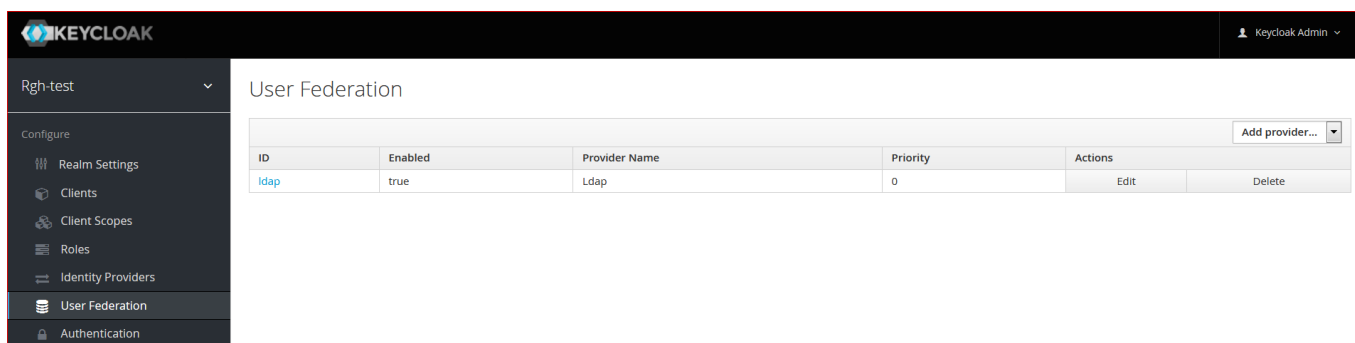 KEYCLOAK
Keycloak Admin
Rgh-test
Configure
Realm Settings
Clients
Client Scopes
Roles
Identity Providers
User Federation
Authentication
User Federation
Add provider...
ID Enabled Provider Name Priority Actions
ldap true Ldap 0 Edit Delete